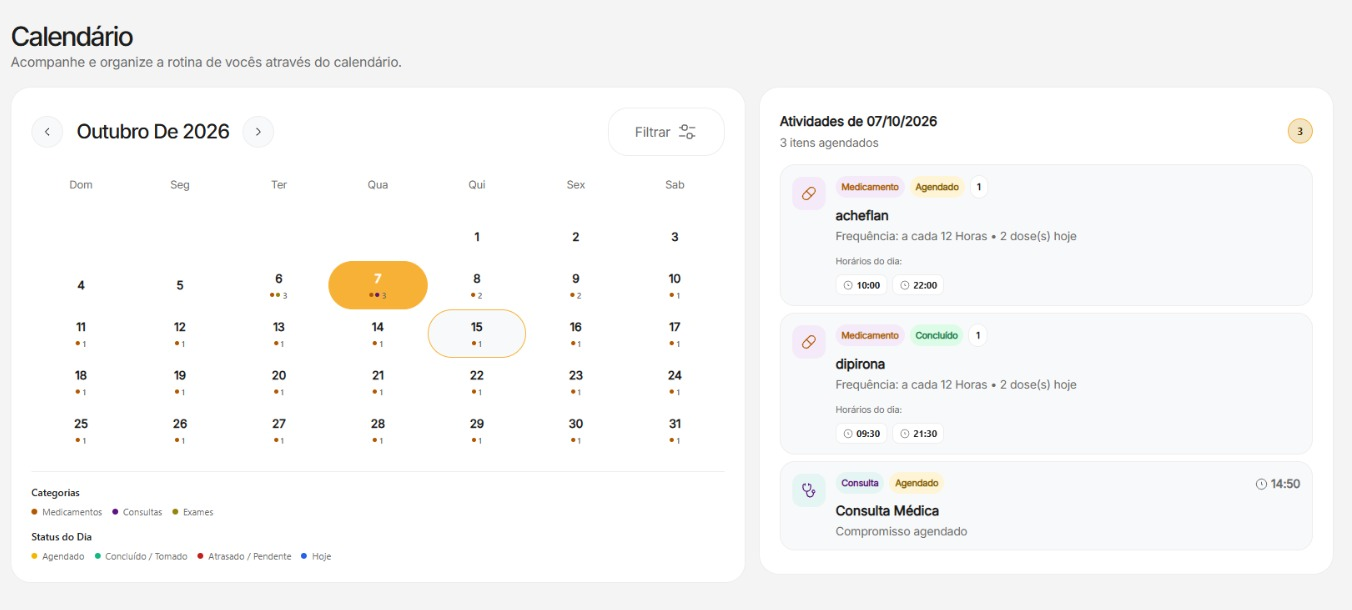 Calendário
Acompanhe e organize a rotina de vocês através do calendário.
Outubro De 2026
Filtrar
Dom Seg Ter Qua Qui Sex Sab
1 2 3
4 5 6 7 8 9 10
3 3 2 2 1
11 12 13 14 15 16 17
1 1 1 1 1 1 1
18 19 20 21 22 23 24
1 1 1 1 1 1 1
25 26 27 28 29 30 31
1 1 1 1 1 1 1
Categorias
Medicamentos Consultas Exames
Status do Dia
Agendado Concluído / Tomado Atrasado / Pendente Hoje
Atividades de 07/10/2026
3 itens agendados
3
Medicamento Agendado 1
acheflan
Frequência: a cada 12 Horas • 2 dose(s) hoje
Horários do dia:
10:00 22:00
Medicamento Concluído 1
dipirona
Frequência: a cada 12 Horas • 2 dose(s) hoje
Horários do dia:
09:30 21:30
Consulta Agendado 14:50
Consulta Médica
Compromisso agendado